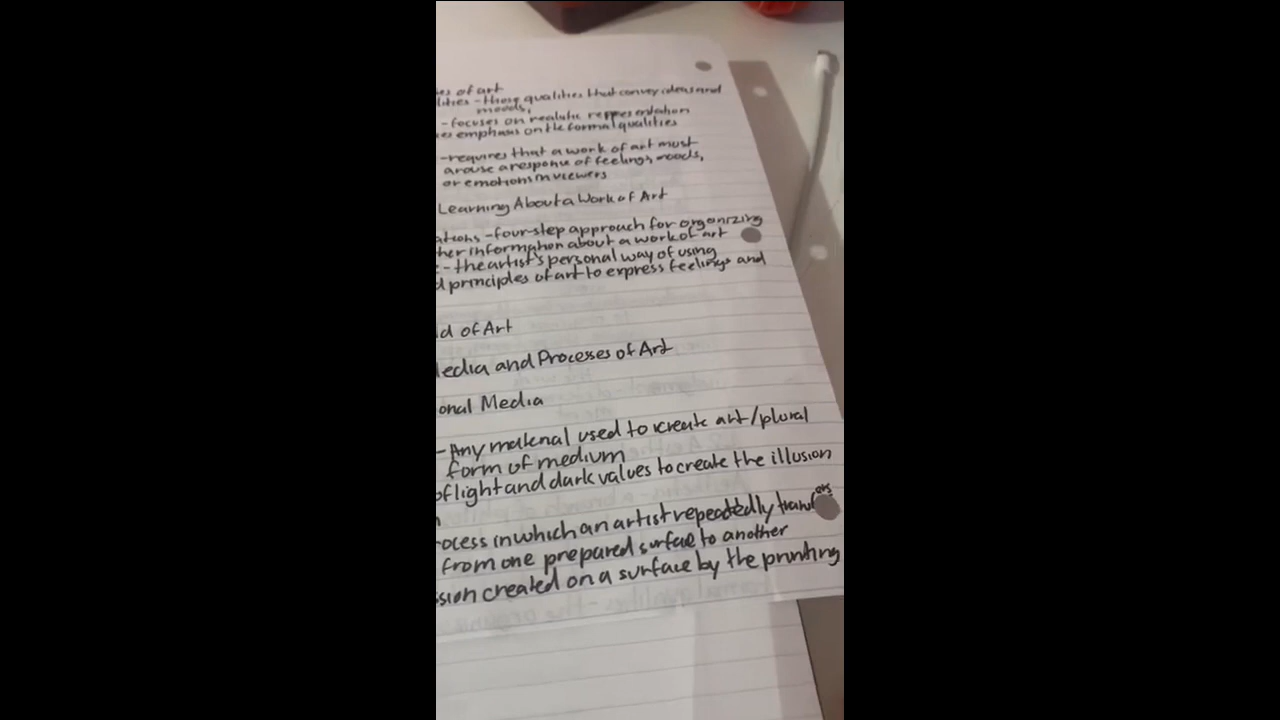 es of art
lities - those qualities that convey ideas and
moods,
- focuses on realistic representation
es emphasis on the formal qualities
- requires that a work of art must
arouse a response of feelings, moods,
or emotions in viewers
Learning About a Work of Art
ations - four-step approach for organizing
her information about a work of art
- the artist's personal way of using
d principles of art to express feelings and
ld of Art
Media and Processes of Art
onal Media
- Any material used to create art/plural
form of medium
of light and dark values to create the illusion
ocess in which an artist repeatedly transfers
from one prepared surface to another
ssion created on a surface by the printing